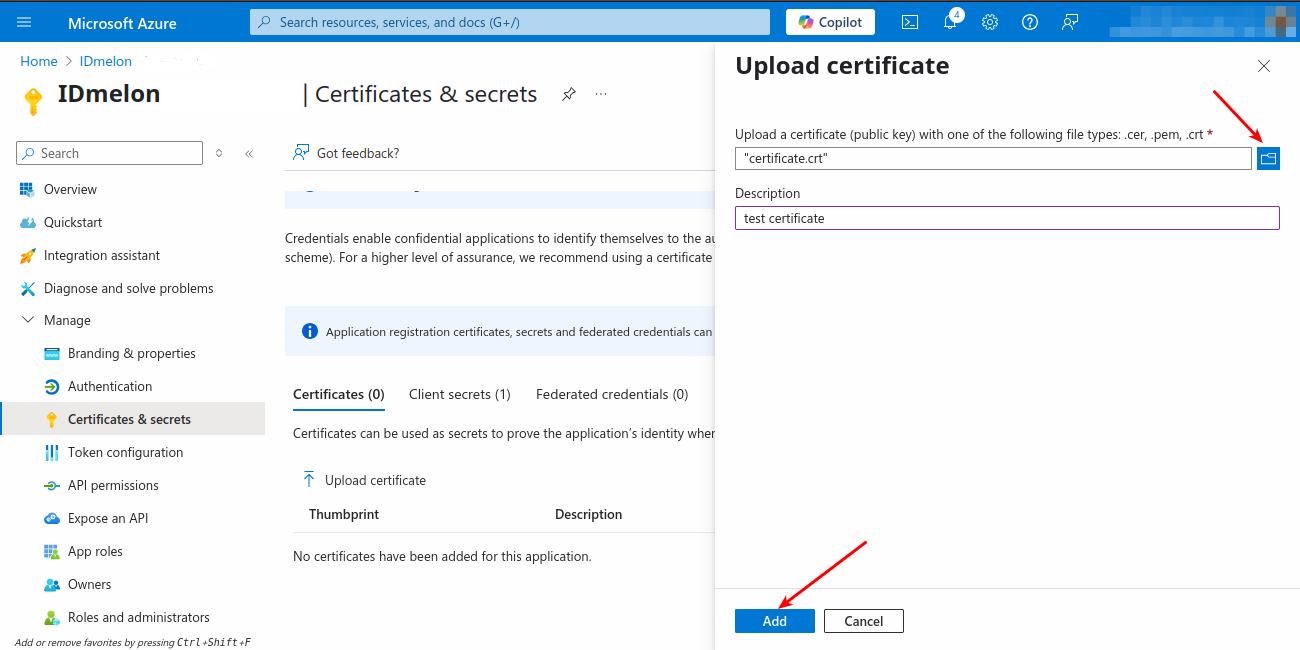 Microsoft Azure
Search resources, services, and docs (G+/)
Copilot
4
Home > IDmelon
IDmelon
| Certificates & secrets
Search
Got feedback?
Overview
Quickstart
Integration assistant
Diagnose and solve problems
Manage
Branding & properties
Authentication
Certificates & secrets
Token configuration
API permissions
Expose an API
App roles
Owners
Roles and administrators
Add or remove favorites by pressing Ctrl+Shift+F
Credentials enable confidential applications to identify themselves to the au
scheme). For a higher level of assurance, we recommend using a certificate
Application registration certificates, secrets and federated credentials can
Certificates (0)
Client secrets (1)
Federated credentials (0)
Certificates can be used as secrets to prove the application's identity wher
Upload certificate
Thumbprint
Description
No certificates have been added for this application.
Upload certificate
Upload a certificate (public key) with one of the following file types: .cer, .pem, .crt *
"certificate.crt"
Description
test certificate
Add
Cancel